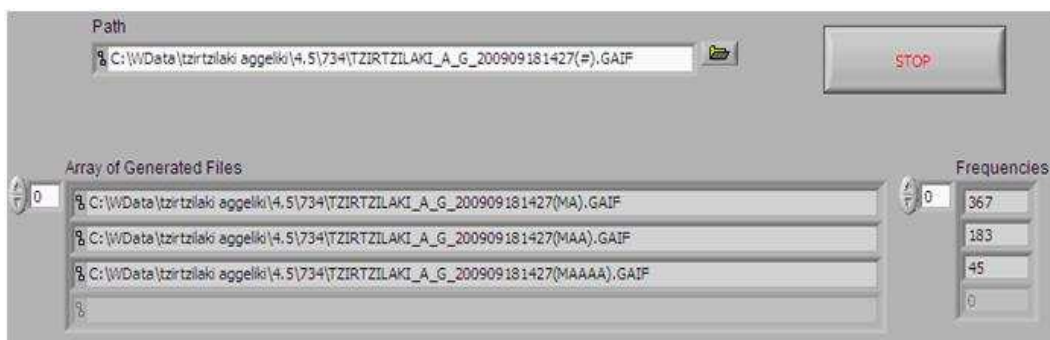 Path
C:\WData\tzirtzilaki aggeliki\4.5\734\TZIRTZILAKI_A_G_200909181427(#).GAIF
STOP
Array of Generated Files
Frequencies
0
C:\WData\tzirtzilaki aggeliki\4.5\734\TZIRTZILAKI_A_G_200909181427(MA).GAIF
0
367
C:\WData\tzirtzilaki aggeliki\4.5\734\TZIRTZILAKI_A_G_200909181427(MAA).GAIF
183
C:\WData\tzirtzilaki aggeliki\4.5\734\TZIRTZILAKI_A_G_200909181427(MAAAA).GAIF
45
0